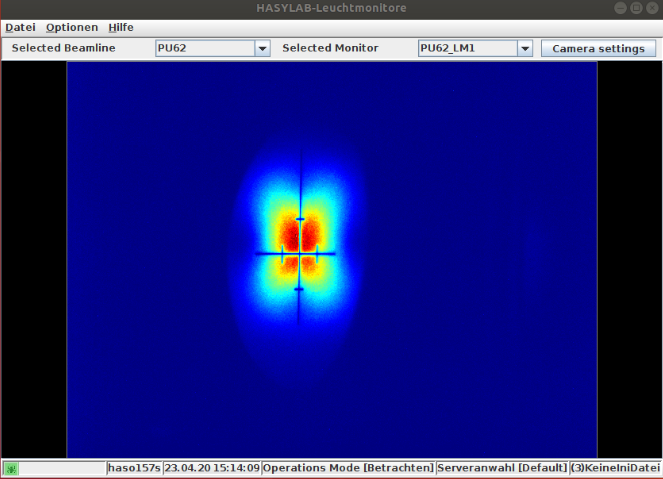 HASYLAB-Leuchtmonitore
Datei Optionen Hilfe
Selected Beamline PU62 Selected Monitor PU62_LM1 Camera settings
haso157s 23.04.20 15:14:09 Operations Mode [Betrachten] Serveranwahl [Default] (3)KeineIniDatei